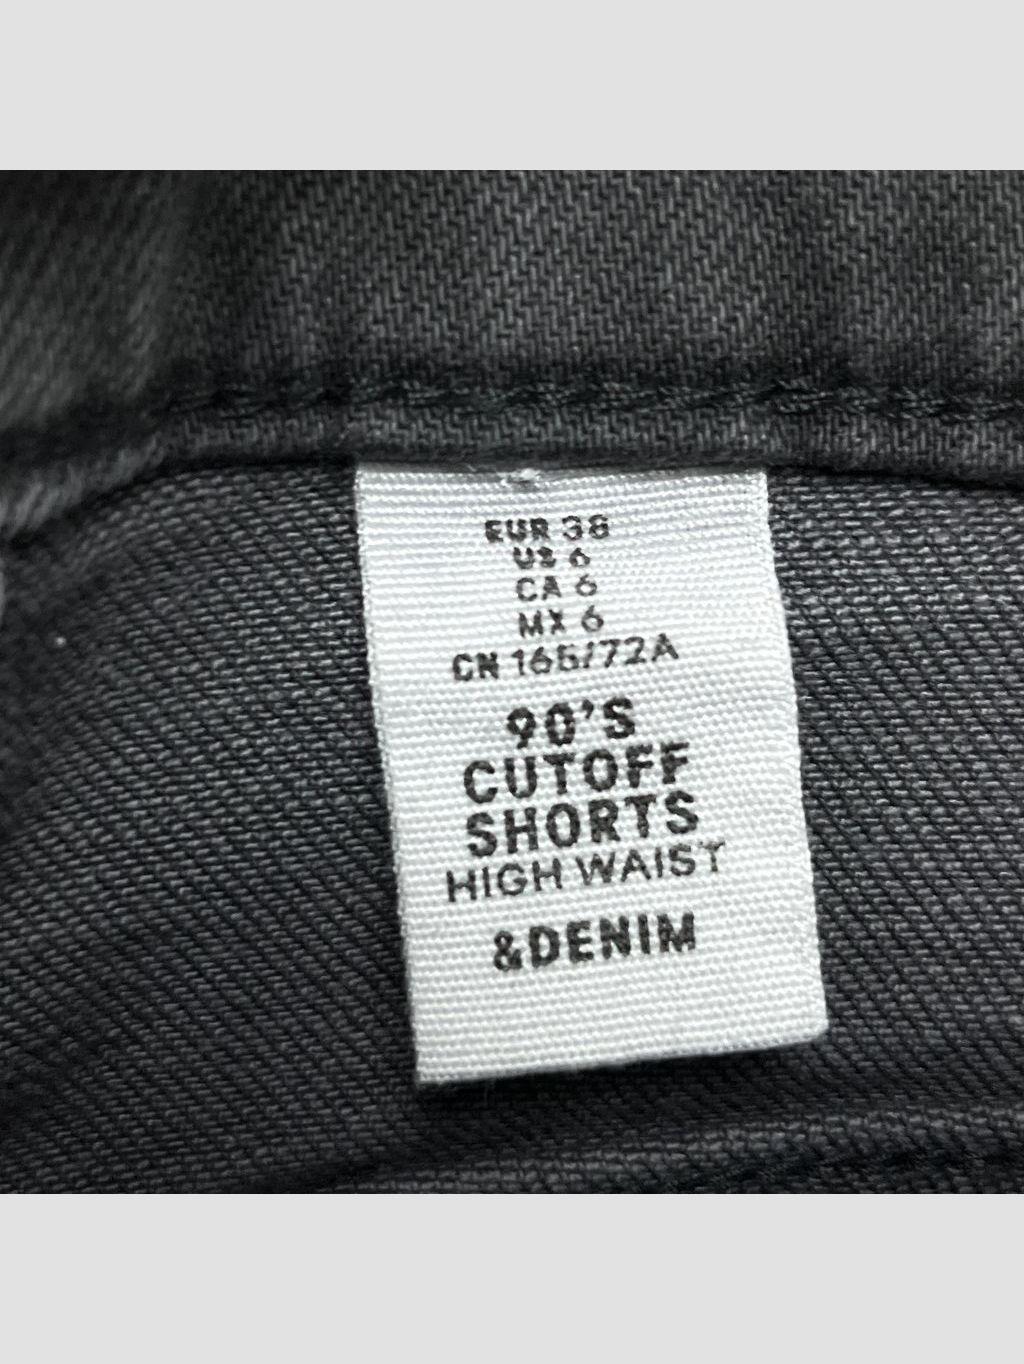 EUR 38
US 6
CA 6
MX 6
CN 165/72A
90'S
CUTOFF
SHORTS
HIGH WAIST
&DENIM